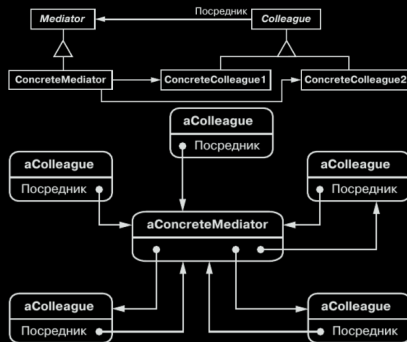 Mediator
Посредник
Colleague
ConcreteMediator
ConcreteColleague1
ConcreteColleague2
aColleague
Посредник
aColleague
Посредник
aColleague
Посредник
aConcreteMediator
aColleague
Посредник
aColleague
Посредник